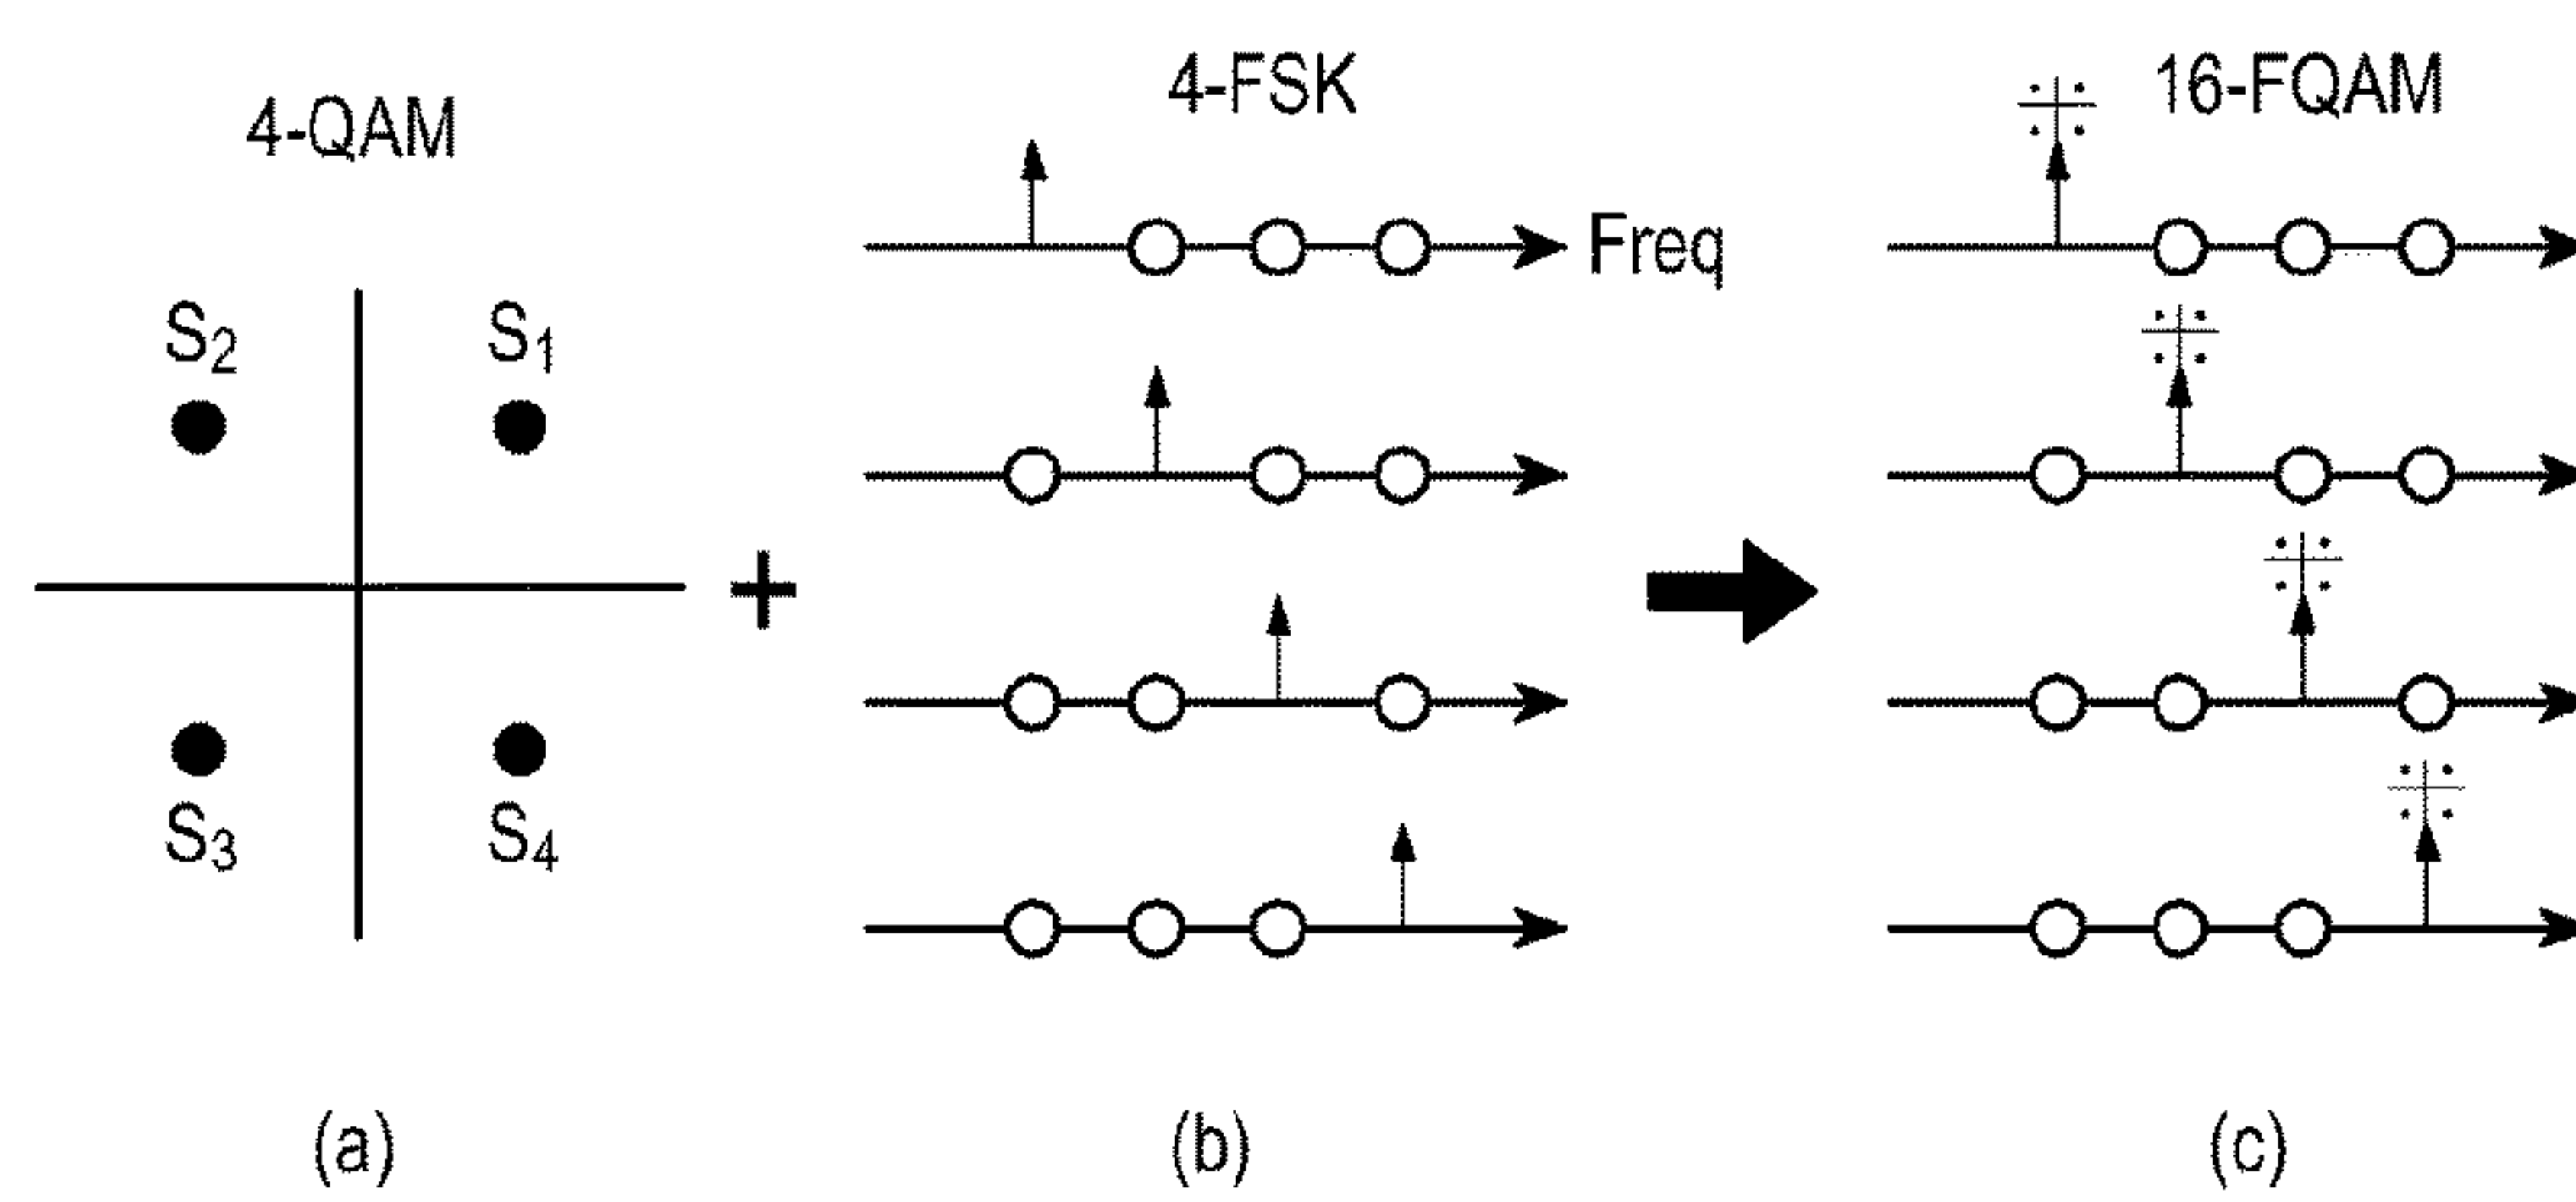 4-QAM
4-FSK
16-FQAM
Freq
S2
S1
+
S3
S4
(a)
(b)
(c)